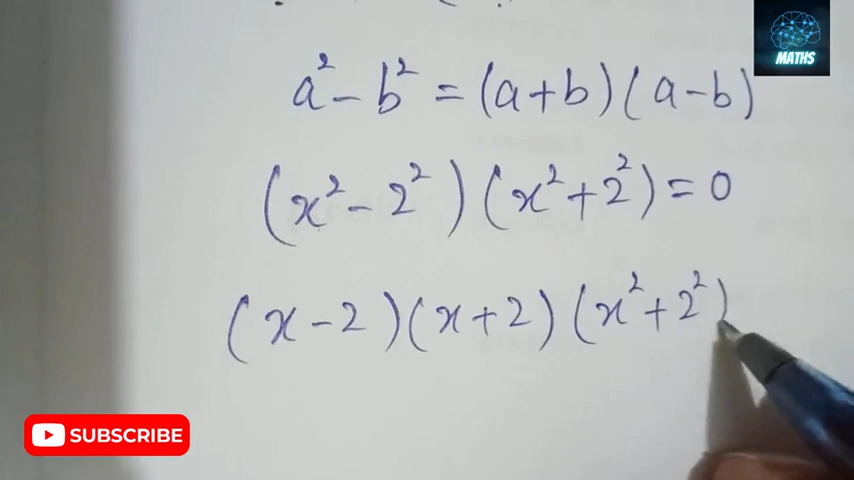 MATHS
a² - b² = (a+b)(a-b)
(x² - 2²)(x² + 2²) = 0
(x - 2)(x + 2)(x² + 2²)
SUBSCRIBE